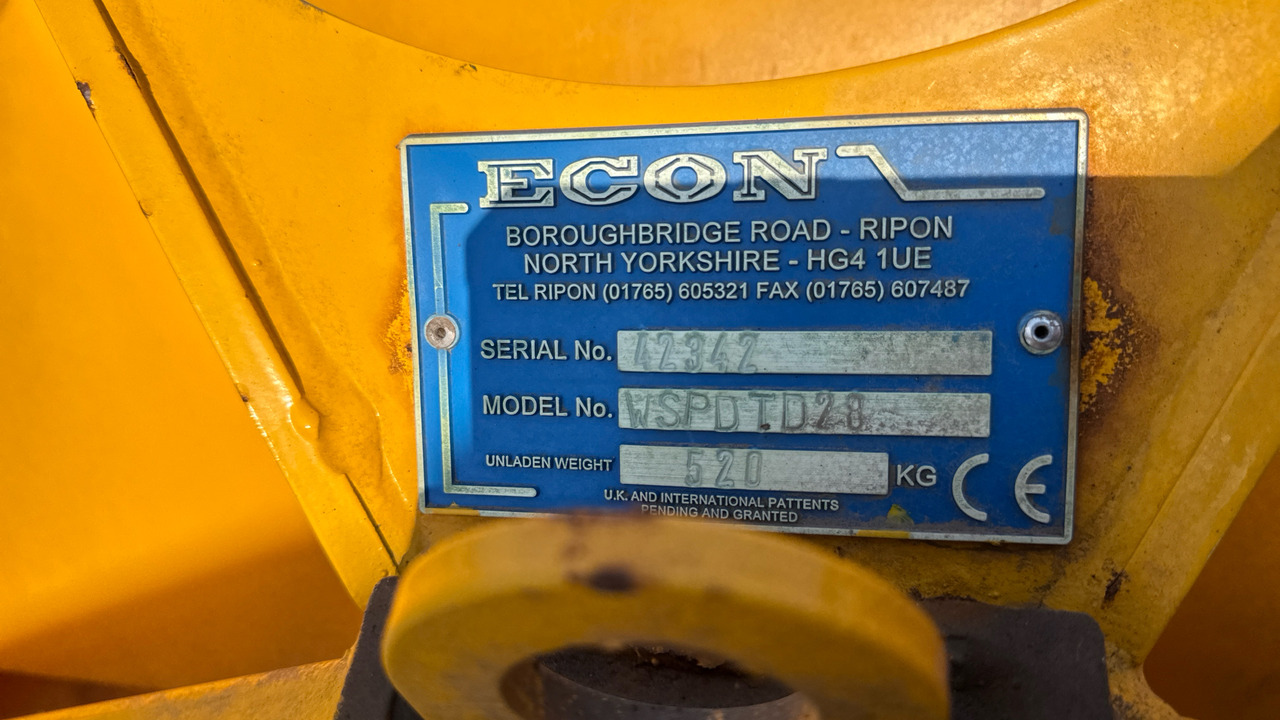 ECON
BOROUGHBRIDGE ROAD - RIPON
NORTH YORKSHIRE - HG4 1UE
TEL RIPON (01765) 605321 FAX (01765) 607487
SERIAL No. 42342
MODEL No. WSPDTD28
UNLADEN WEIGHT 520 KG CE
U.K. AND INTERNATIONAL PATTENTS
PENDING AND GRANTED